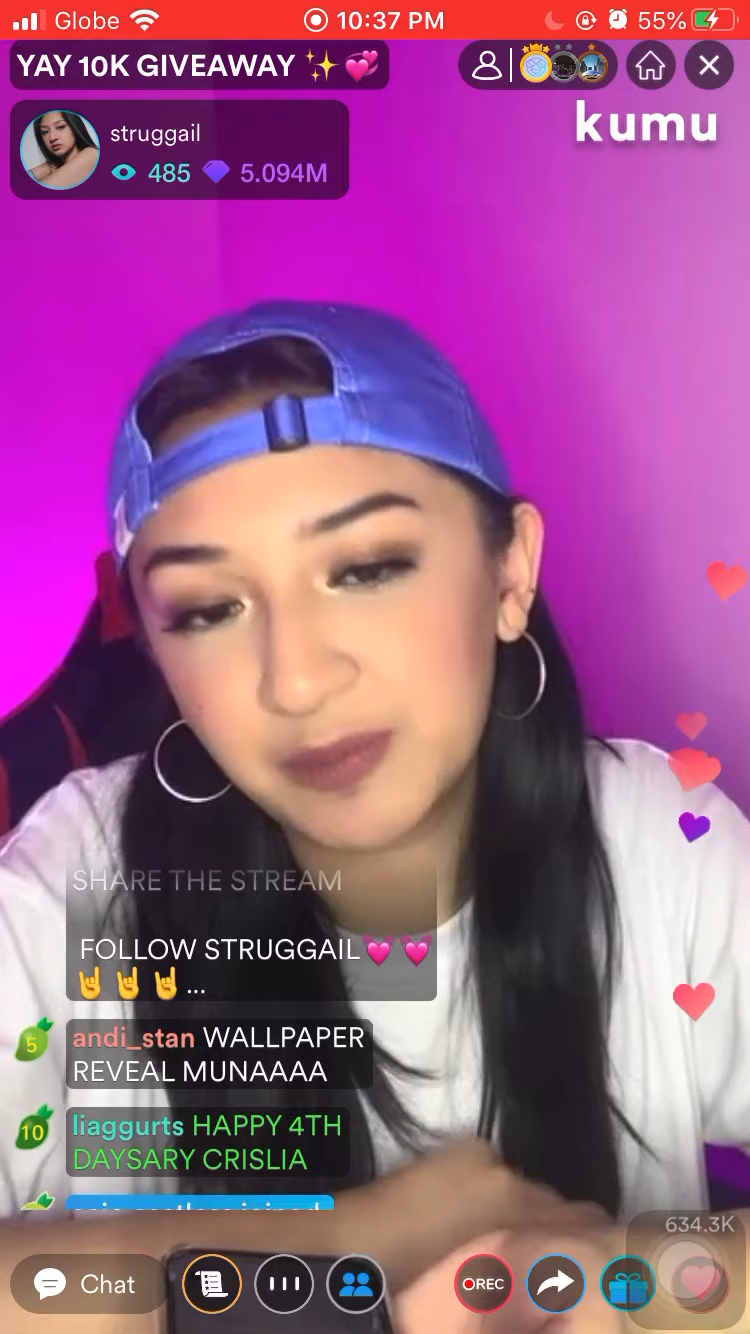 Globe 10:37 PM 55%
YAY 10K GIVEAWAY ✨💞
kumu
struggail
485 5.094M
SHARE THE STREAM
FOLLOW STRUGGAIL💓💓
🤘🤘🤘...
5 andi_stan WALLPAPER
REVEAL MUNAAAA
10 liaggurts HAPPY 4TH
DAYSARY CRISLIA
634.3K
Chat
REC